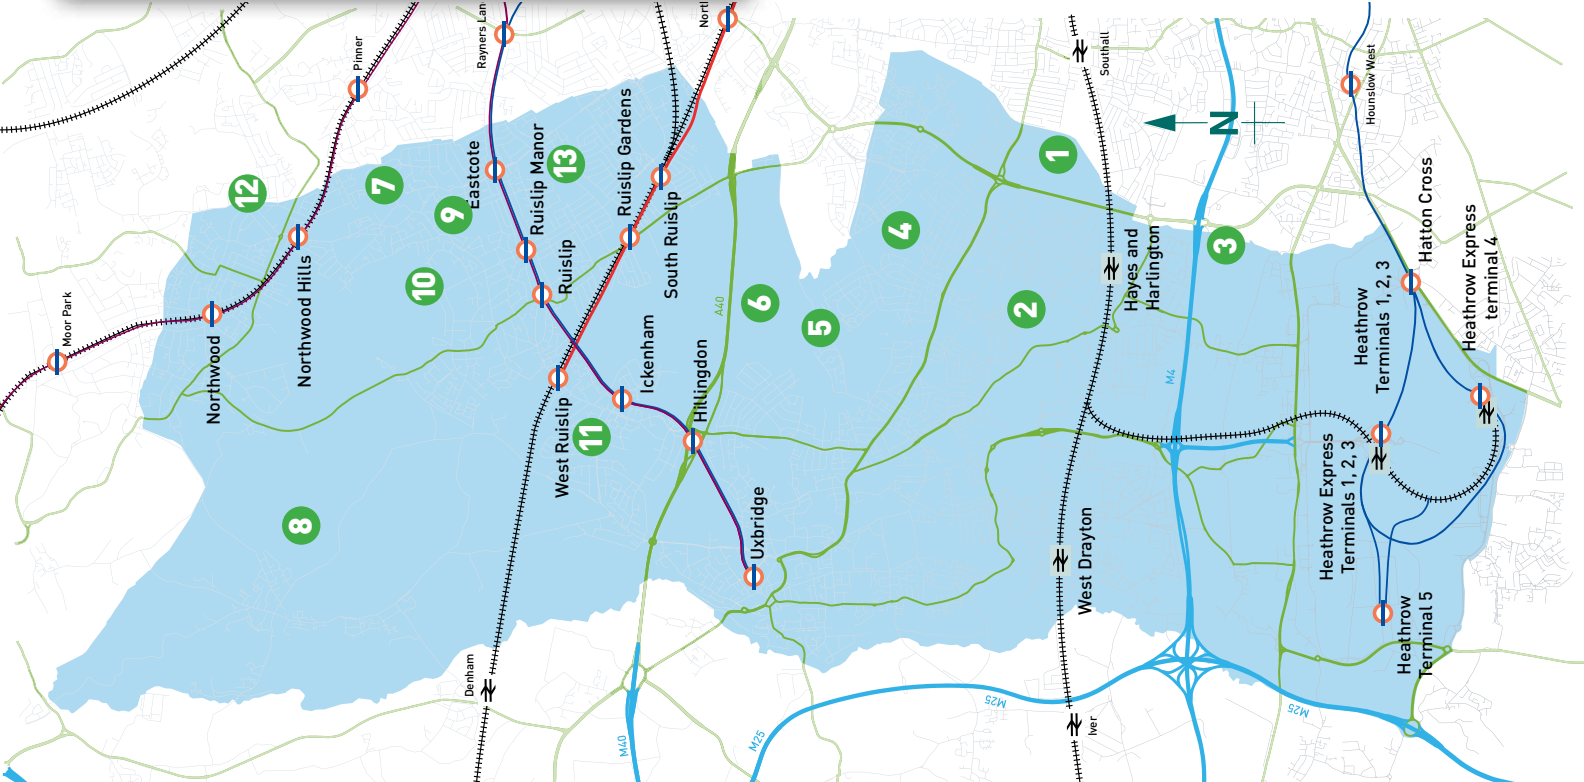 Moor Park
Pinner
Rayners Lan
Northwood
Northwood Hills
Eastcote
Ruislip Manor
Ruislip
Ruislip Gardens
South Ruislip
West Ruislip
Ickenham
Hillingdon
Uxbridge
Denham
Southall
Hayes and
Harlington
West Drayton
Iver
Hounslow West
Hatton Cross
Heathrow
Terminals 1, 2, 3
Heathrow Express
terminal 4
Heathrow Express
Terminals 1, 2, 3
Heathrow
Terminal 5
A40
M4
M40
M25
M25
M25
N
12
7
9
13
10
11
8
6
5
4
1
2
3